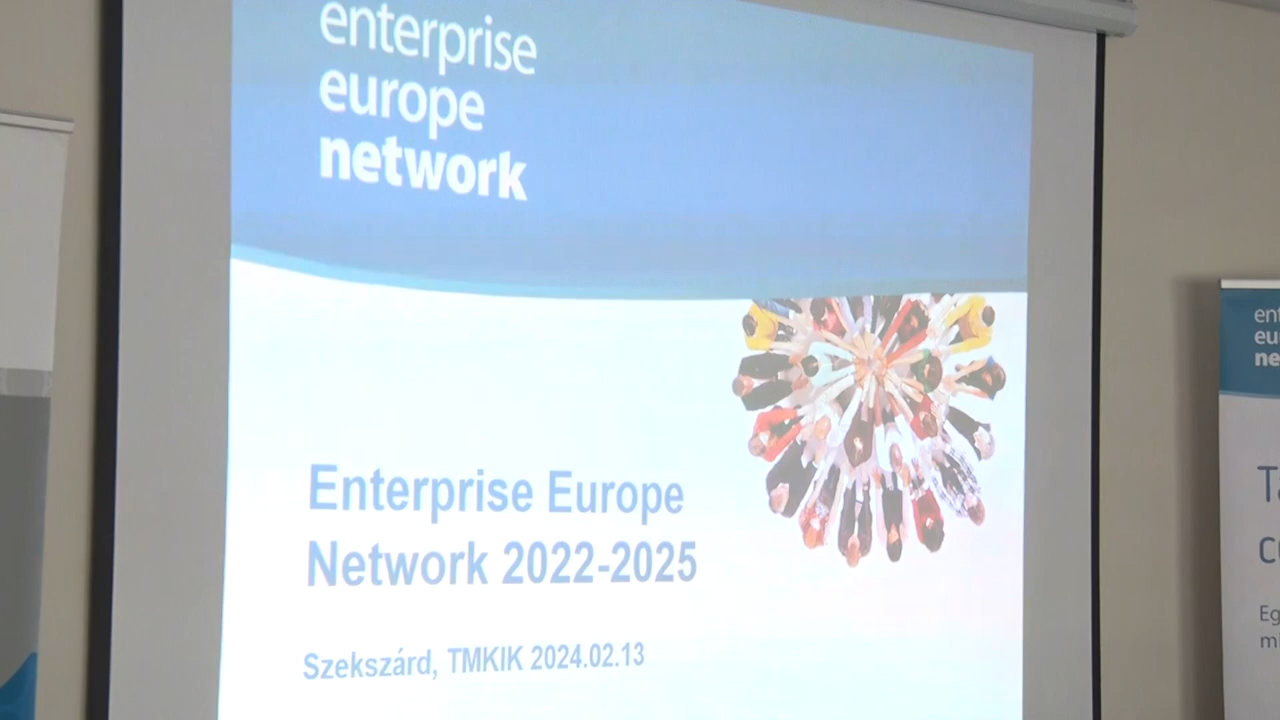 enterprise
europe
network
Enterprise Europe
Network 2022-2025
Szekszárd, TMKIK 2024.02.13